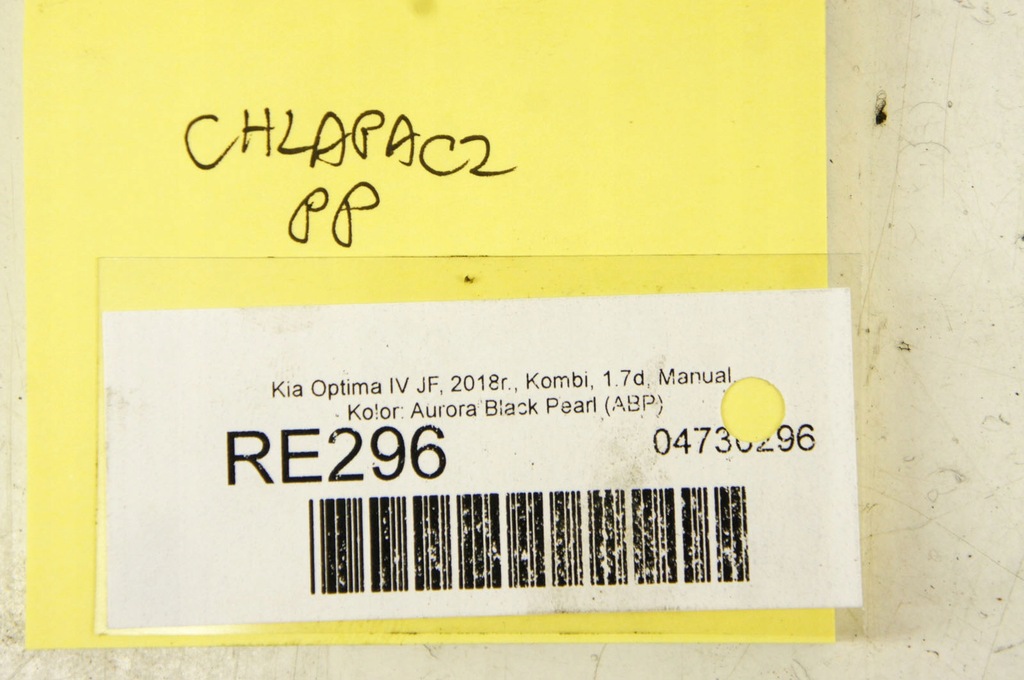 CHLAPACZ
PP
Kia Optima IV JF, 2018r., Kombi, 1.7d, Manual,
Kolor: Aurora Black Pearl (ABP)
RE296